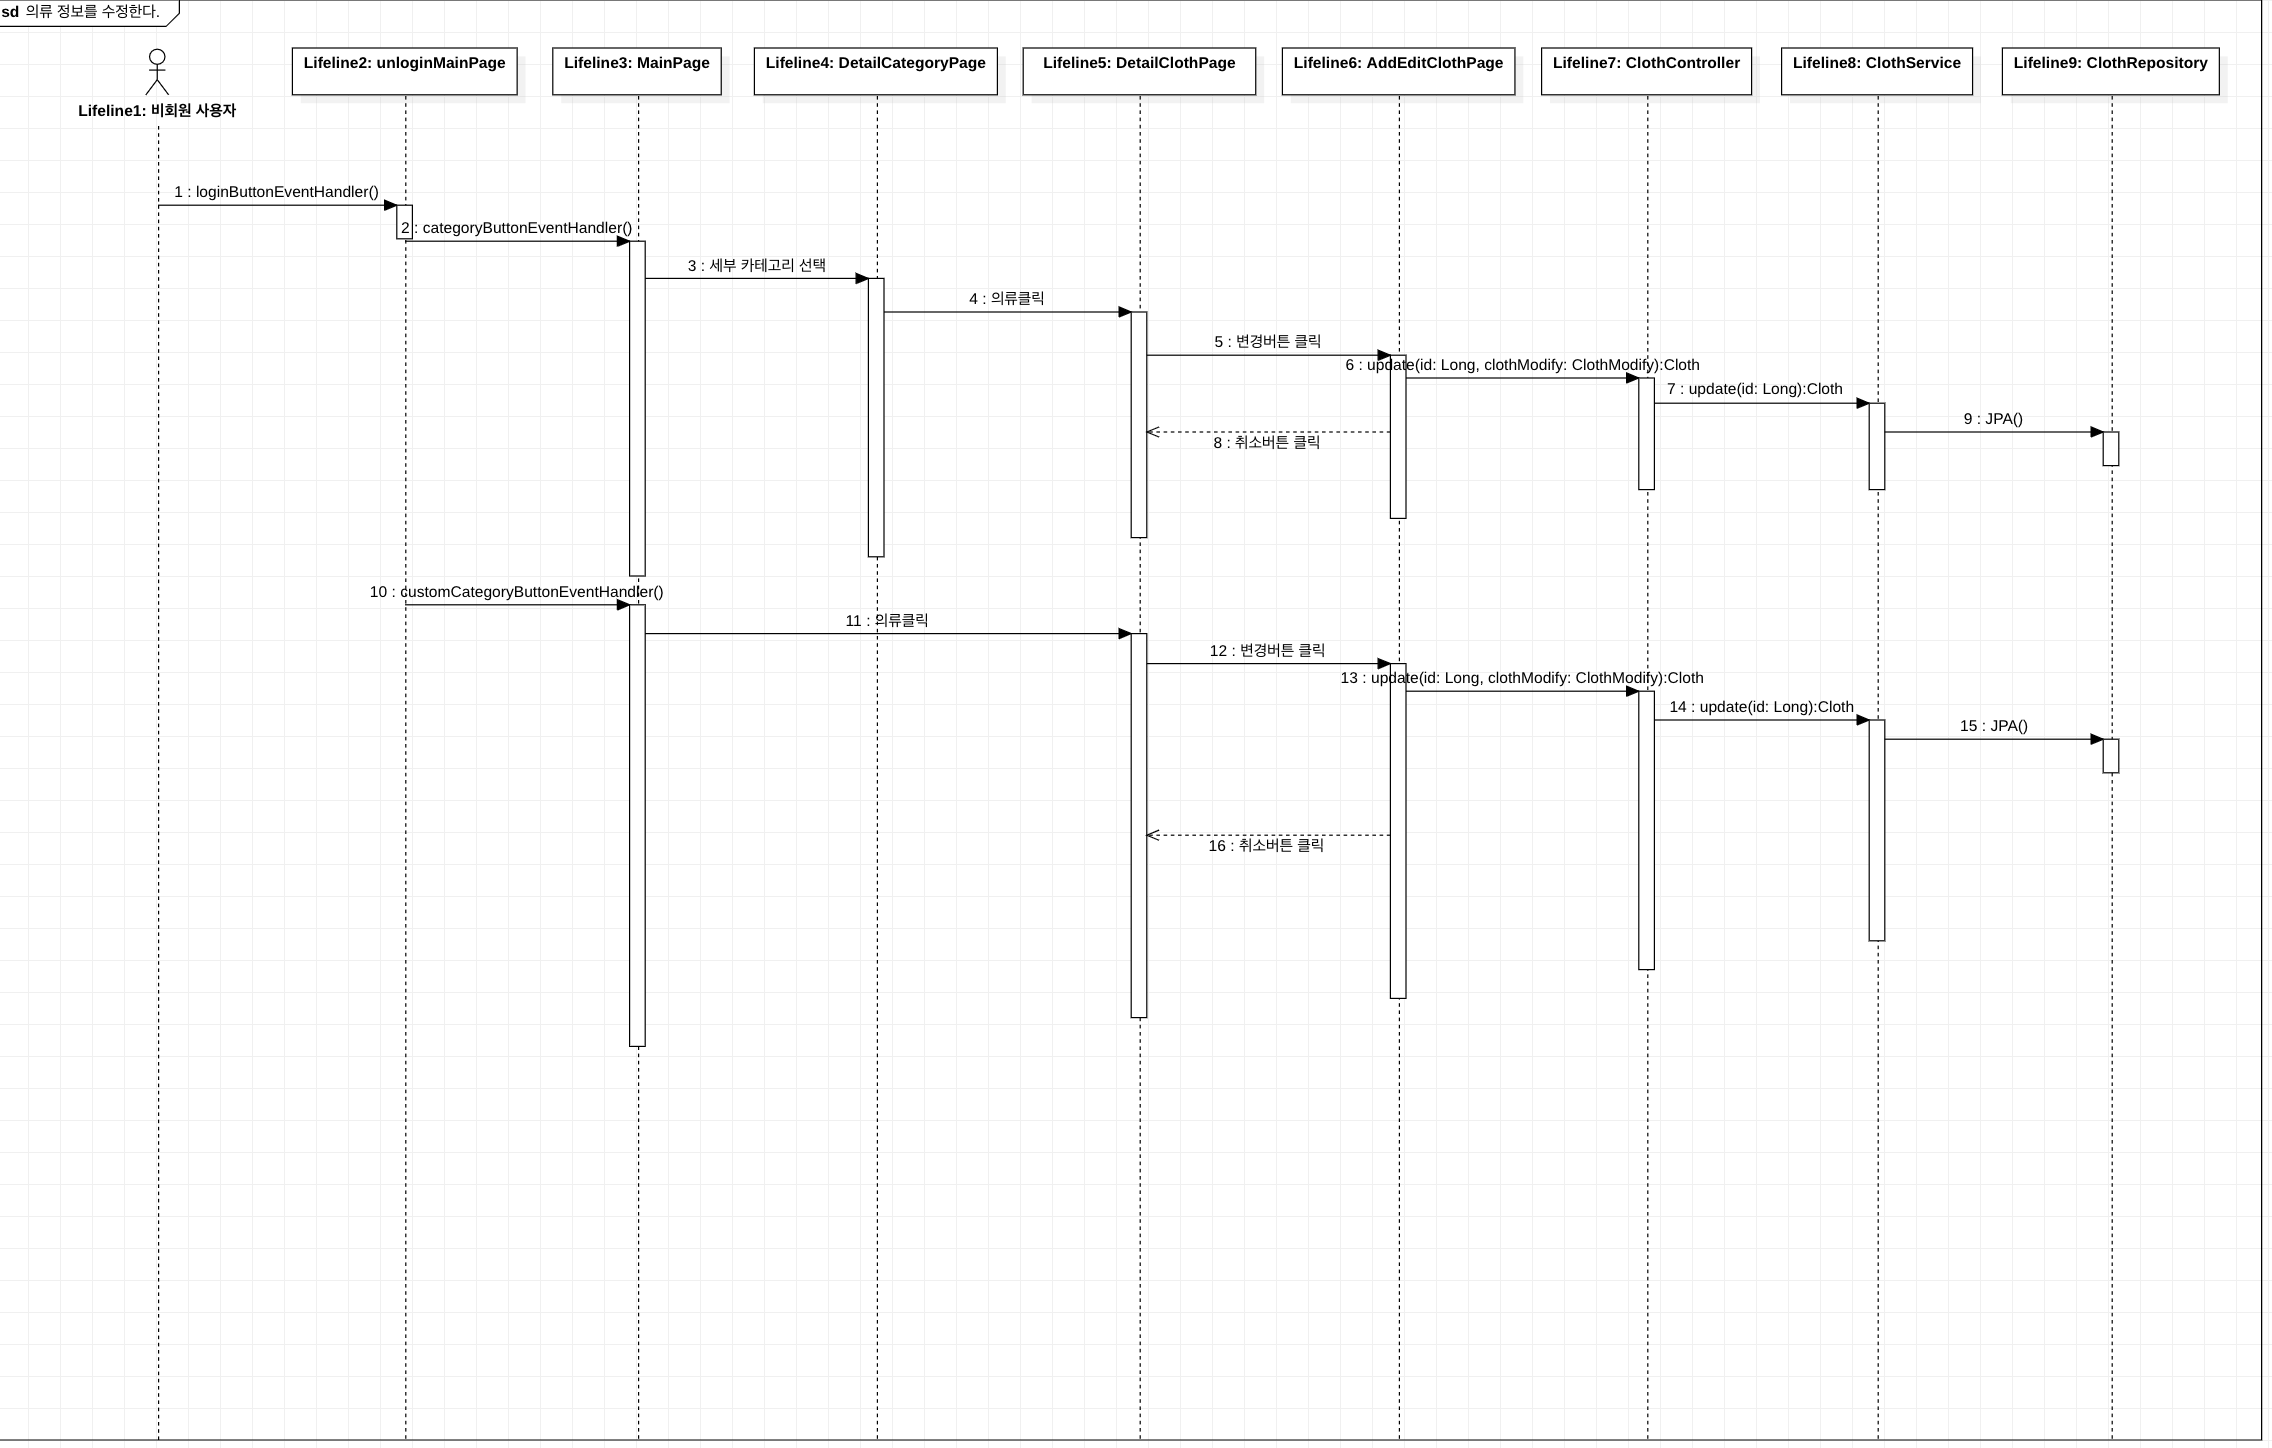 sd 의류 정보를 수정한다.
Lifeline1: 비회원 사용자
Lifeline2: unloginMainPage
Lifeline3: MainPage
Lifeline4: DetailCategoryPage
Lifeline5: DetailClothPage
Lifeline6: AddEditClothPage
Lifeline7: ClothController
Lifeline8: ClothService
Lifeline9: ClothRepository
1 : loginButtonEventHandler()
2 : categoryButtonEventHandler()
3 : 세부 카테고리 선택
4 : 의류클릭
5 : 변경버튼 클릭
6 : update(id: Long, clothModify: ClothModify):Cloth
7 : update(id: Long):Cloth
8 : 취소버튼 클릭
9 : JPA()
10 : customCategoryButtonEventHandler()
11 : 의류클릭
12 : 변경버튼 클릭
13 : update(id: Long, clothModify: ClothModify):Cloth
14 : update(id: Long):Cloth
15 : JPA()
16 : 취소버튼 클릭